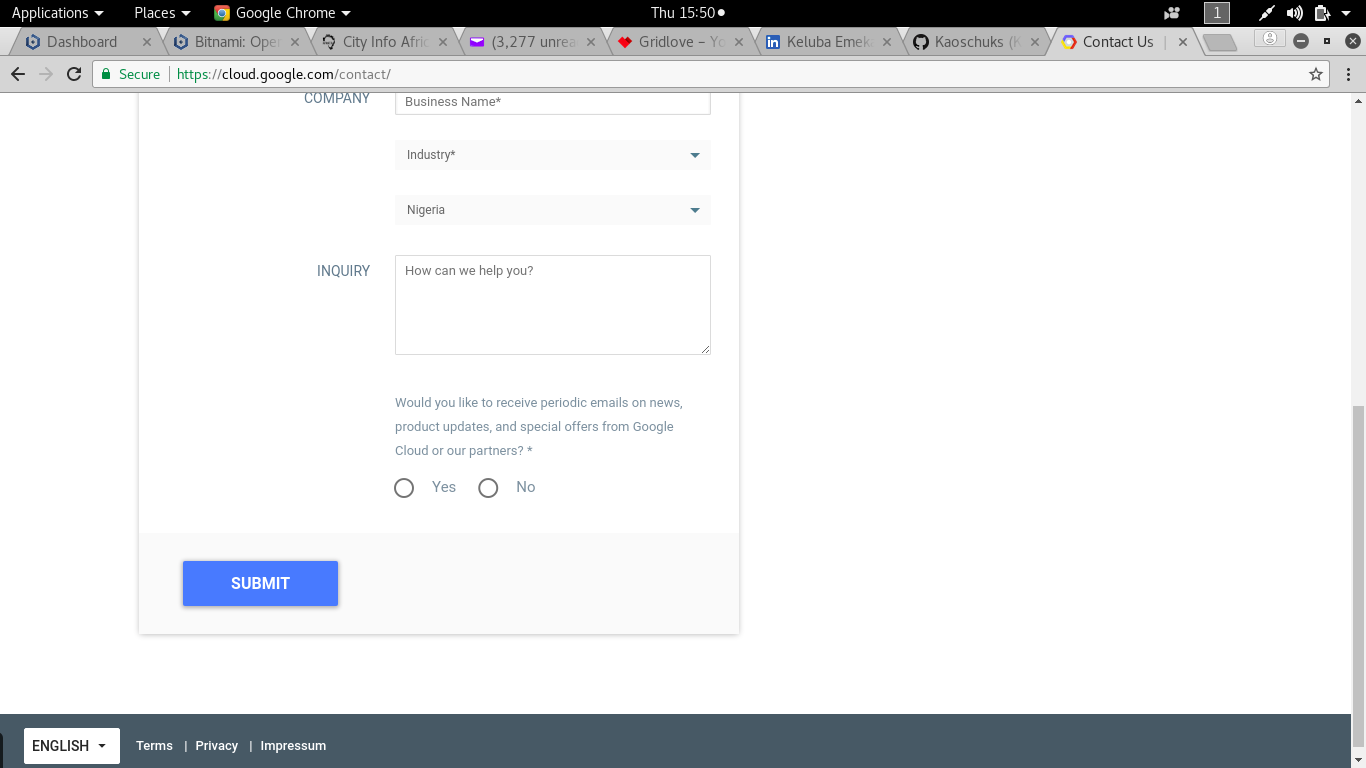 Applications Places Google Chrome Thu 15:50 1
Dashboard Bitnami: Ope City Info Afric (3,277 unrea Gridlove – Yo Keluba Emeka Kaoschuks (K Contact Us |
Secure https://cloud.google.com/contact/
COMPANY Business Name*
Industry*
Nigeria
INQUIRY How can we help you?
Would you like to receive periodic emails on news,
product updates, and special offers from Google
Cloud or our partners? *
Yes No
SUBMIT
ENGLISH Terms | Privacy | Impressum